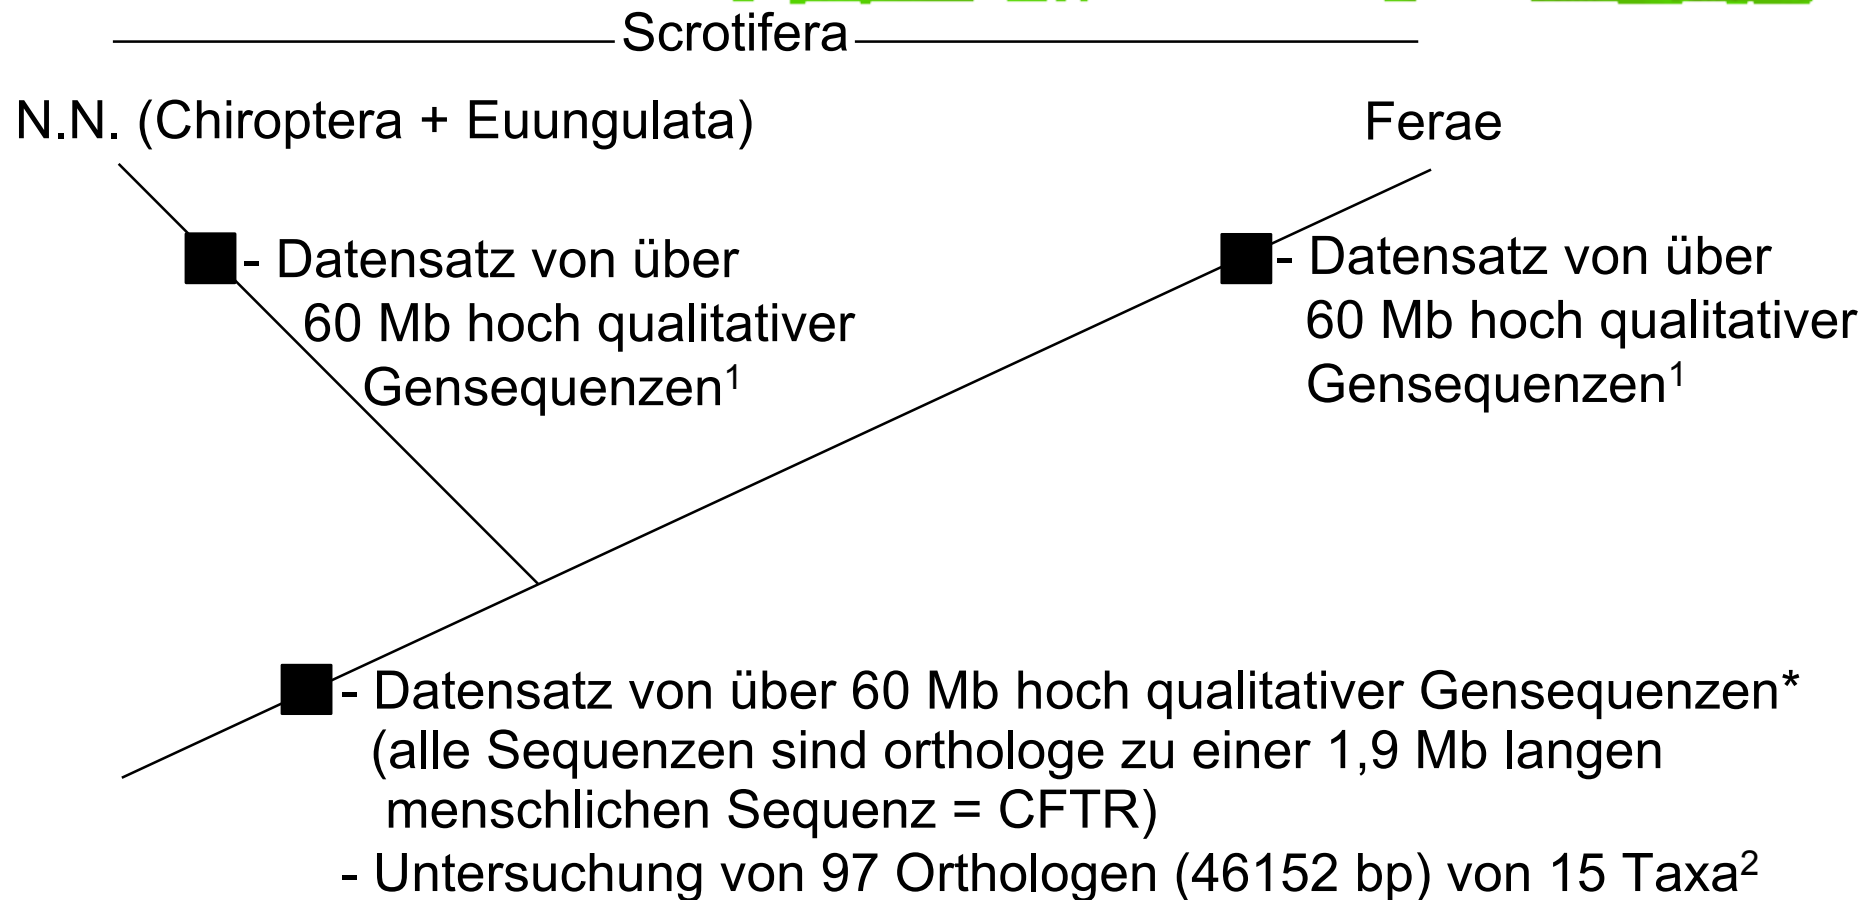 Scrotifera
N.N. (Chiroptera + Euungulata)
Ferae
- Datensatz von über
60 Mb hoch qualitativer
Gensequenzen¹
- Datensatz von über
60 Mb hoch qualitativer
Gensequenzen¹
- Datensatz von über 60 Mb hoch qualitativer Gensequenzen*
(alle Sequenzen sind orthologe zu einer 1,9 Mb langen
menschlichen Sequenz = CFTR)
- Untersuchung von 97 Orthologen (46152 bp) von 15 Taxa²